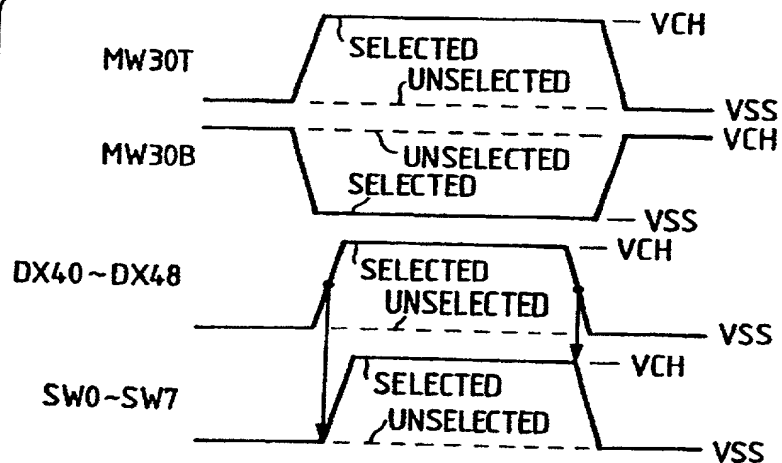 VCH
SELECTED
MW30T
UNSELECTED
VSS
VCH
MW30B
UNSELECTED
SELECTED
VSS
VCH
DX40~DX48
SELECTED
UNSELECTED
VSS
VCH
SW0~SW7
SELECTED
UNSELECTED
VSS